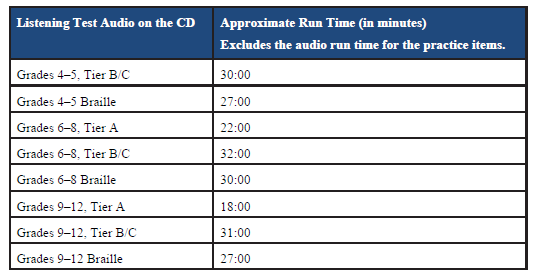 Listening Test Audio on the CD
Approximate Run Time (in minutes)
Excludes the audio run time for the practice items.
Grades 4–5, Tier B/C 30:00
Grades 4–5 Braille 27:00
Grades 6–8, Tier A 22:00
Grades 6–8, Tier B/C 32:00
Grades 6–8 Braille 30:00
Grades 9–12, Tier A 18:00
Grades 9–12, Tier B/C 31:00
Grades 9–12 Braille 27:00